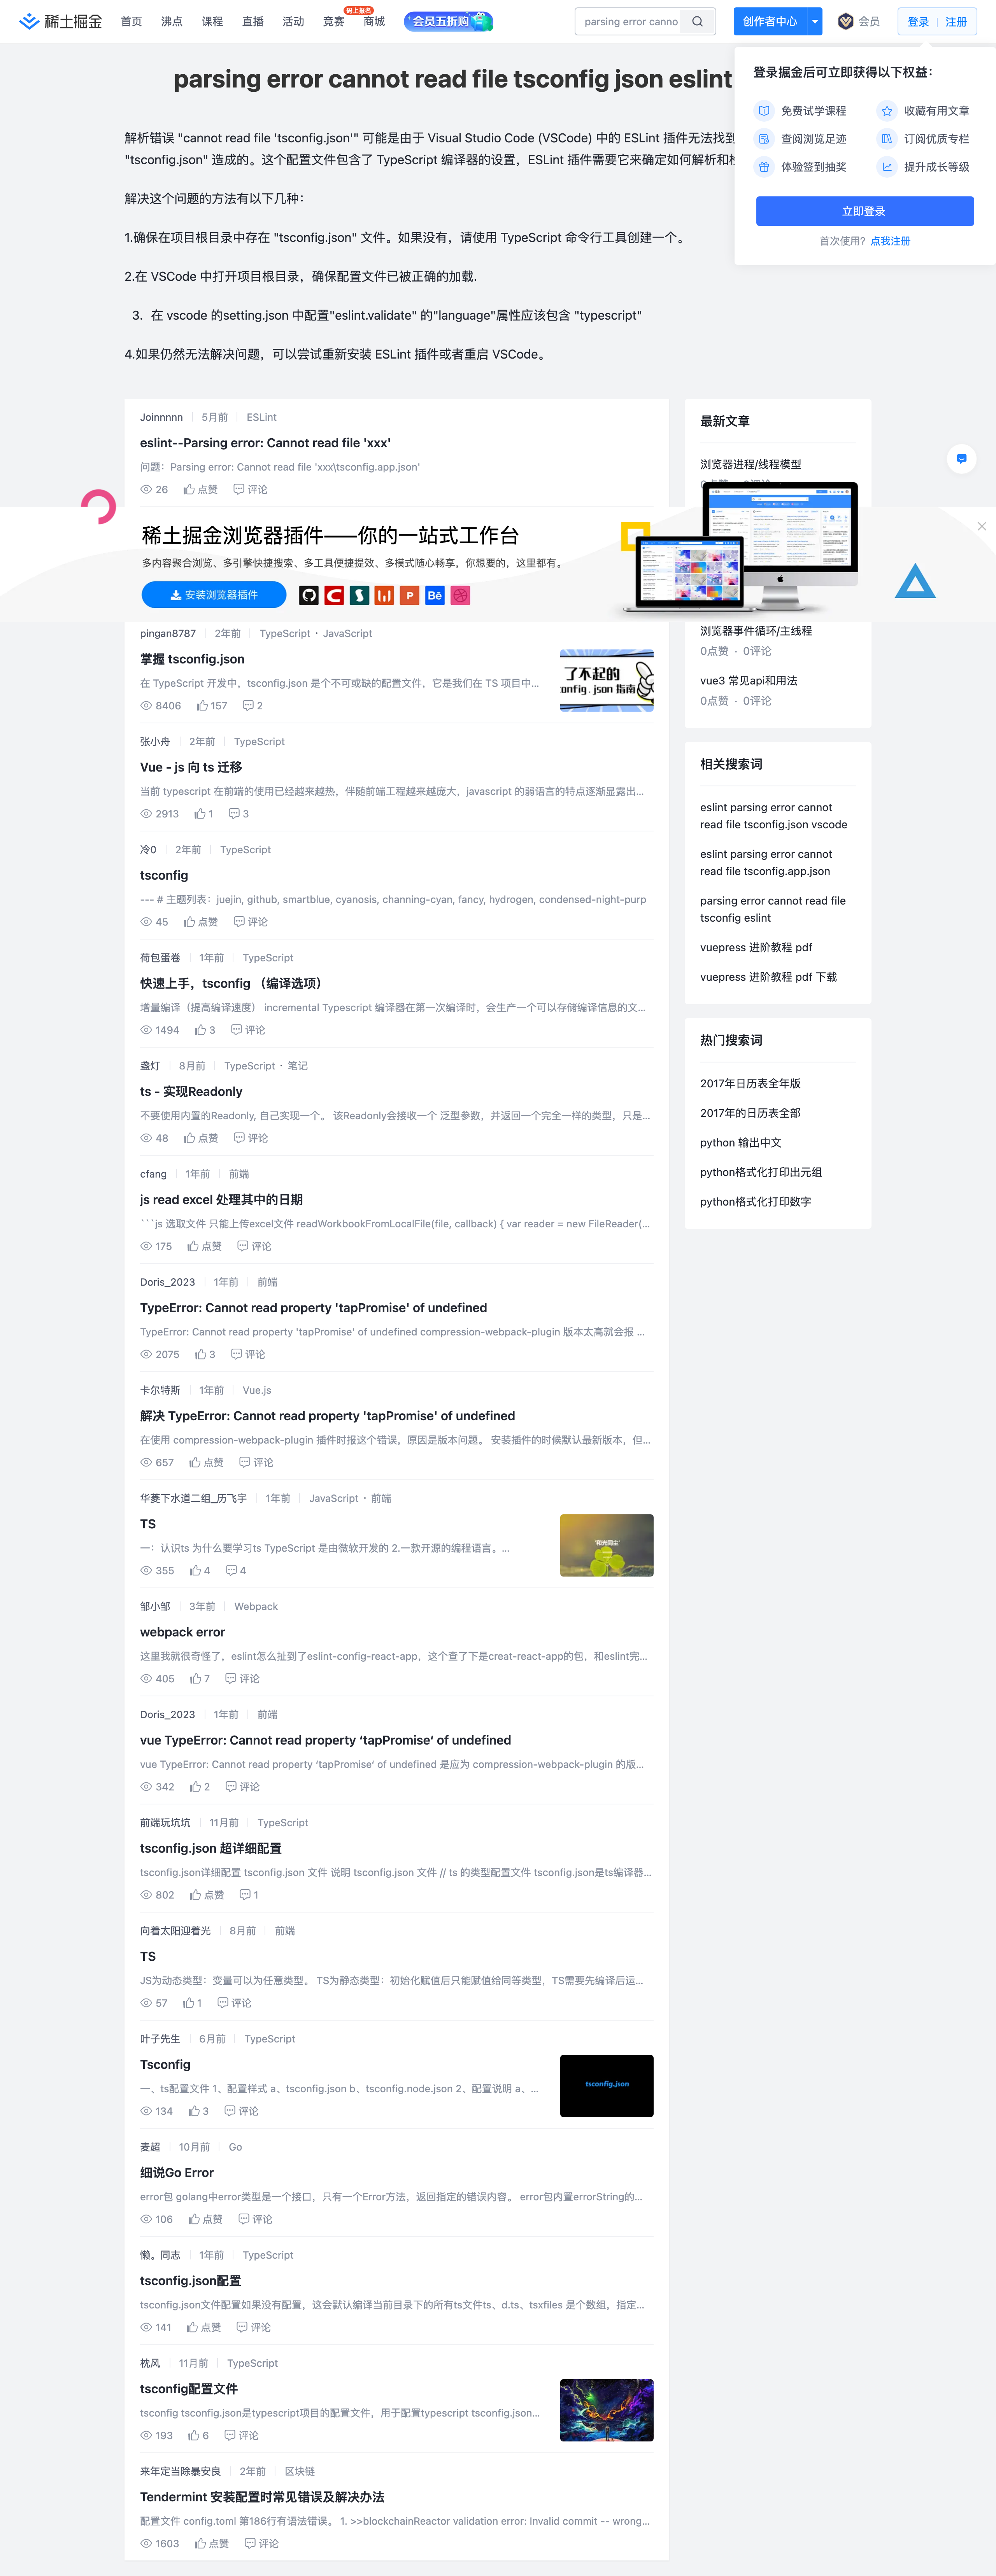 稀土掘金
首页 沸点 课程 直播 活动 竞赛 商城
码上报名
会员五折购
parsing error canno
创作者中心
会员
登录 注册
登录掘金后可立即获得以下权益：
免费试学课程 收藏有用文章
查阅浏览足迹 订阅优质专栏
体验签到抽奖 提升成长等级
立即登录
首次使用？ 点我注册
parsing error cannot read file tsconfig json eslint
解析错误 "cannot read file 'tsconfig.json'" 可能是由于 Visual Studio Code (VSCode) 中的 ESLint 插件无法找到
"tsconfig.json" 造成的。这个配置文件包含了 TypeScript 编译器的设置，ESLint 插件需要它来确定如何解析和
解决这个问题的方法有以下几种：
1.确保在项目根目录中存在 "tsconfig.json" 文件。如果没有，请使用 TypeScript 命令行工具创建一个。
2.在 VSCode 中打开项目根目录，确保配置文件已被正确的加载.
3. 在 vscode 的setting.json 中配置"eslint.validate" 的"language"属性应该包含 "typescript"
4.如果仍然无法解决问题，可以尝试重新安装 ESLint 插件或者重启 VSCode。
Joinnnnn 5月前 ESLint
eslint--Parsing error: Cannot read file 'xxx'
问题：Parsing error: Cannot read file 'xxx\tsconfig.app.json'
26 点赞 评论
稀土掘金浏览器插件——你的一站式工作台
多内容聚合浏览、多引擎快捷搜索、多工具便捷提效、多模式随心畅享，你想要的，这里都有。
安装浏览器插件
pingan8787 2年前 TypeScript · JavaScript
掌握 tsconfig.json
在 TypeScript 开发中，tsconfig.json 是个不可或缺的配置文件，它是我们在 TS 项目中...
8406 157 2
了不起的
onfig.json 指南
张小舟 2年前 TypeScript
Vue - js 向 ts 迁移
当前 typescript 在前端的使用已经越来越热，伴随前端工程越来越庞大，javascript 的弱语言的特点逐渐显露出...
2913 1 3
冷0 2年前 TypeScript
tsconfig
--- # 主题列表：juejin, github, smartblue, cyanosis, channing-cyan, fancy, hydrogen, condensed-night-purp
45 点赞 评论
荷包蛋卷 1年前 TypeScript
快速上手，tsconfig （编译选项）
增量编译（提高编译速度） incremental Typescript 编译器在第一次编译时，会生产一个可以存储编译信息的文...
1494 3 评论
盏灯 8月前 TypeScript · 笔记
ts - 实现Readonly
不要使用内置的Readonly, 自己实现一个。 该Readonly会接收一个 泛型参数，并返回一个完全一样的类型，只是...
48 点赞 评论
cfang 1年前 前端
js read excel 处理其中的日期
```js 选取文件 只能上传excel文件 readWorkbookFromLocalFile(file, callback) { var reader = new FileReader(...
175 点赞 评论
Doris_2023 1年前 前端
TypeError: Cannot read property 'tapPromise' of undefined
TypeError: Cannot read property 'tapPromise' of undefined compression-webpack-plugin 版本太高就会报 ...
2075 3 评论
卡尔特斯 1年前 Vue.js
解决 TypeError: Cannot read property 'tapPromise' of undefined
在使用 compression-webpack-plugin 插件时报这个错误，原因是版本问题。 安装插件的时候默认最新版本，但...
657 点赞 评论
华菱下水道二组_历飞宇 1年前 JavaScript · 前端
TS
一：认识ts 为什么要学习ts TypeScript 是由微软开发的 2.一款开源的编程语言。...
355 4 4
邹小邹 3年前 Webpack
webpack error
这里我就很奇怪了，eslint怎么扯到了eslint-config-react-app，这个查了下是creat-react-app的包，和eslint完...
405 7 评论
Doris_2023 1年前 前端
vue TypeError: Cannot read property ‘tapPromise‘ of undefined
vue TypeError: Cannot read property ‘tapPromise‘ of undefined 是应为 compression-webpack-plugin 的版...
342 2 评论
前端玩坑坑 11月前 TypeScript
tsconfig.json 超详细配置
tsconfig.json详细配置 tsconfig.json 文件 说明 tsconfig.json 文件 // ts 的类型配置文件 tsconfig.json是ts编译器...
802 点赞 1
向着太阳迎着光 8月前 前端
TS
JS为动态类型：变量可以为任意类型。 TS为静态类型：初始化赋值后只能赋值给同等类型，TS需要先编译后运...
57 1 评论
叶子先生 6月前 TypeScript
Tsconfig
一、ts配置文件 1、配置样式 a、tsconfig.json b、tsconfig.node.json 2、配置说明 a、...
134 3 评论
tsconfig.json
麦超 10月前 Go
细说Go Error
error包 golang中error类型是一个接口，只有一个Error方法，返回指定的错误内容。 error包内置errorString的...
106 点赞 评论
懒。同志 1年前 TypeScript
tsconfig.json配置
tsconfig.json文件配置如果没有配置，这会默认编译当前目录下的所有ts文件ts、d.ts、tsxfiles 是个数组，指定...
141 点赞 评论
枕风 11月前 TypeScript
tsconfig配置文件
tsconfig tsconfig.json是typescript项目的配置文件，用于配置typescript tsconfig.json...
193 6 评论
来年定当除暴安良 2年前 区块链
Tendermint 安装配置时常见错误及解决办法
配置文件 config.toml 第186行有语法错误。 1. >>blockchainReactor validation error: Invalid commit -- wrong...
1603 点赞 评论
最新文章
浏览器进程/线程模型
浏览器事件循环/主线程
0点赞 · 0评论
vue3 常见api和用法
0点赞 · 0评论
相关搜索词
eslint parsing error cannot
read file tsconfig.json vscode
eslint parsing error cannot
read file tsconfig.app.json
parsing error cannot read file
tsconfig eslint
vuepress 进阶教程 pdf
vuepress 进阶教程 pdf 下载
热门搜索词
2017年日历表全年版
2017年的日历表全部
python 输出中文
python格式化打印出元组
python格式化打印数字